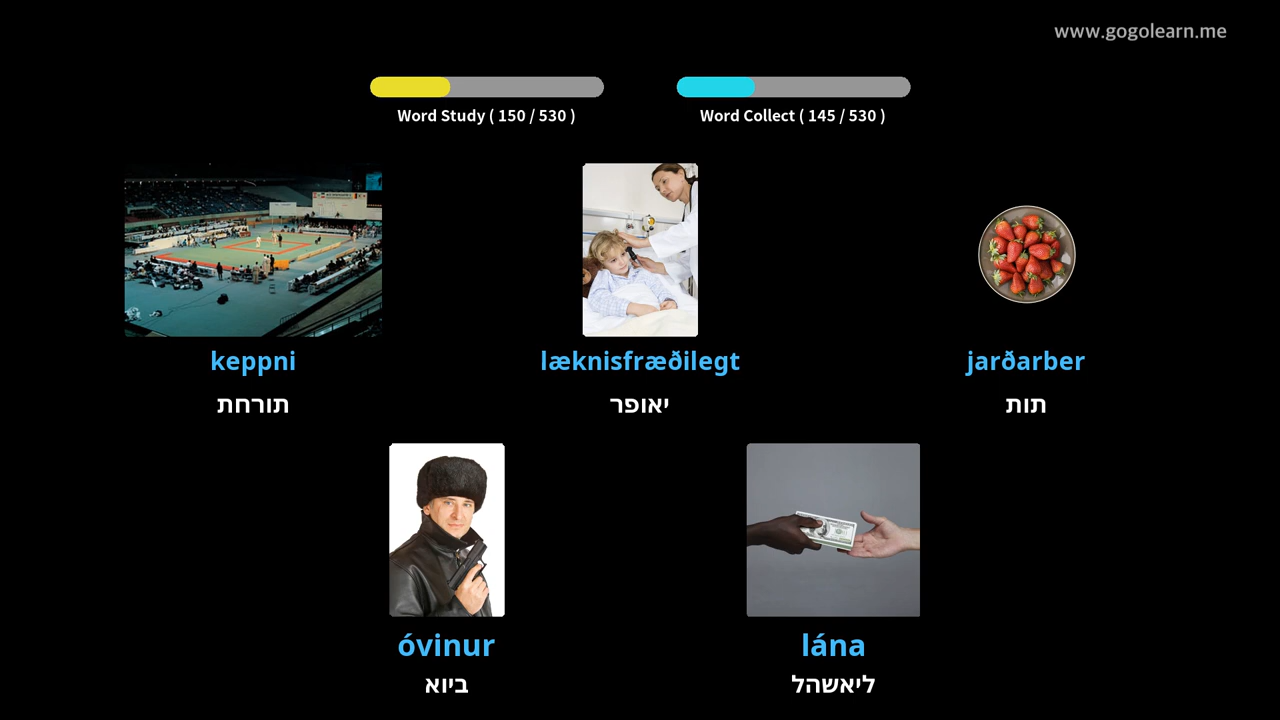 www.gogolearn.me
Word Study ( 150 / 530 )
Word Collect ( 145 / 530 )
keppni
læknisfræðilegt
jarðarber
תורחת
יאופר
תות
óvinur
lána
ביוא
ליאשהל